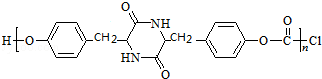 O NH O
H O CH2 CH2 O C Cl
HN n
O